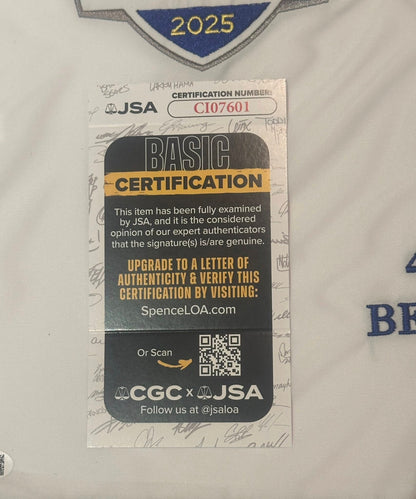 2025
CERTIFICATION NUMBER
JSA
CI07601
BASIC
CERTIFICATION
This item has been fully examined
by JSA, and it is the considered
opinion of our expert authenticators
that the signature(s) is/are genuine.
UPGRADE TO A LETTER OF
AUTHENTICITY & VERIFY THIS
CERTIFICATION BY VISITING:
SpenceLOA.com
Or Scan
CGC x JSA
Follow us at @jsaloa
4
BE